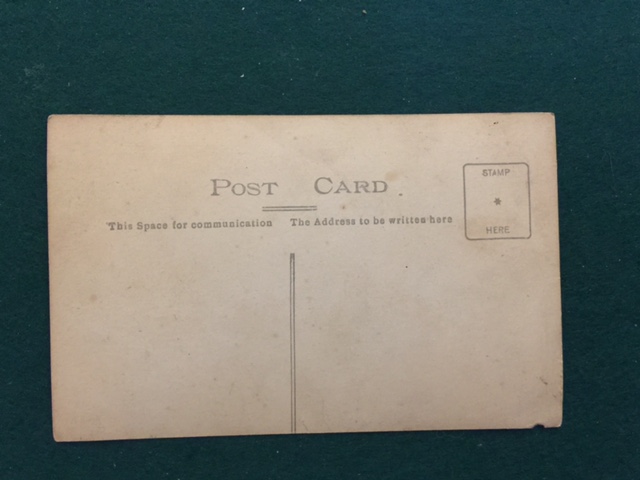 POST CARD.
This Space for communication The Address to be written here
STAMP
*
HERE